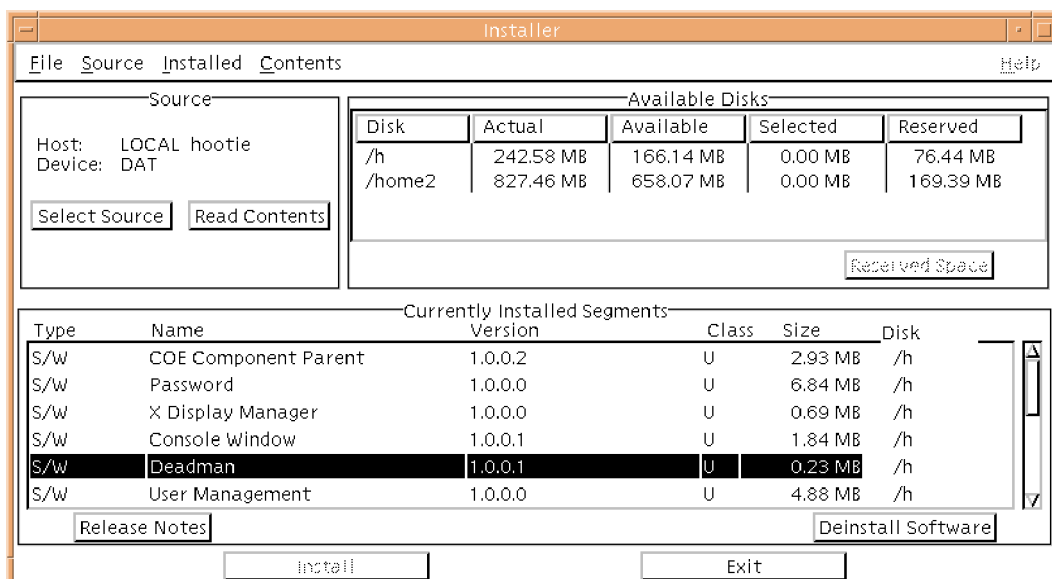 Installer
File Source Installed Contents Help
Source
Host: LOCAL hootie
Device: DAT
Select Source Read Contents
Available Disks
Disk Actual Available Selected Reserved
/h 242.58 MB 166.14 MB 0.00 MB 76.44 MB
/home2 827.46 MB 658.07 MB 0.00 MB 169.39 MB
Reserved Space
Currently Installed Segments
Type Name Version Class Size Disk
S/W COE Component Parent 1.0.0.2 U 2.93 MB /h
S/W Password 1.0.0.0 U 6.84 MB /h
S/W X Display Manager 1.0.0.0 U 0.69 MB /h
S/W Console Window 1.0.0.1 U 1.84 MB /h
S/W Deadman 1.0.0.1 U 0.23 MB /h
S/W User Management 1.0.0.0 U 4.88 MB /h
Release Notes Deinstall Software
Install Exit